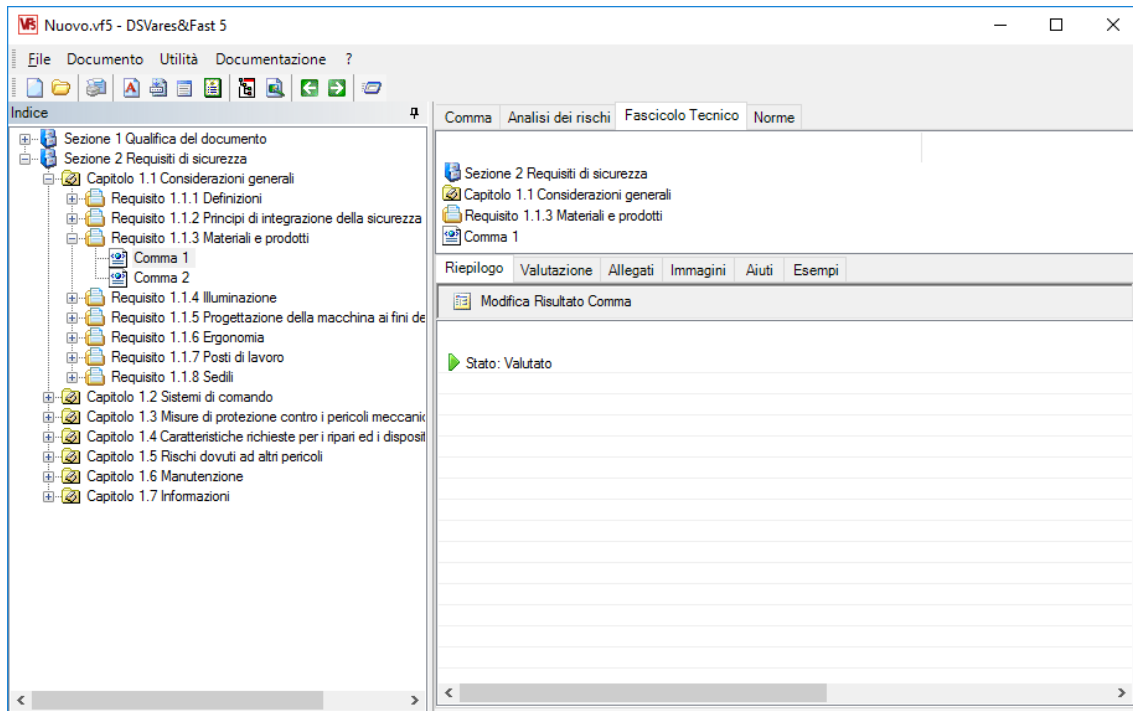 Nuovo.vf5 - DSVares&Fast 5
File Documento Utilità Documentazione ?
Indice
Sezione 1 Qualifica del documento
Sezione 2 Requisiti di sicurezza
Capitolo 1.1 Considerazioni generali
Requisito 1.1.1 Definizioni
Requisito 1.1.2 Principi di integrazione della sicurezza
Requisito 1.1.3 Materiali e prodotti
Comma 1
Comma 2
Requisito 1.1.4 Illuminazione
Requisito 1.1.5 Progettazione della macchina ai fini de
Requisito 1.1.6 Ergonomia
Requisito 1.1.7 Posti di lavoro
Requisito 1.1.8 Sedili
Capitolo 1.2 Sistemi di comando
Capitolo 1.3 Misure di protezione contro i pericoli meccanic
Capitolo 1.4 Caratteristiche richieste per i ripari ed i disposit
Capitolo 1.5 Rischi dovuti ad altri pericoli
Capitolo 1.6 Manutenzione
Capitolo 1.7 Informazioni
Comma Analisi dei rischi Fascicolo Tecnico Norme
Sezione 2 Requisiti di sicurezza
Capitolo 1.1 Considerazioni generali
Requisito 1.1.3 Materiali e prodotti
Comma 1
Riepilogo Valutazione Allegati Immagini Aiuti Esempi
Modifica Risultato Comma
Stato: Valutato